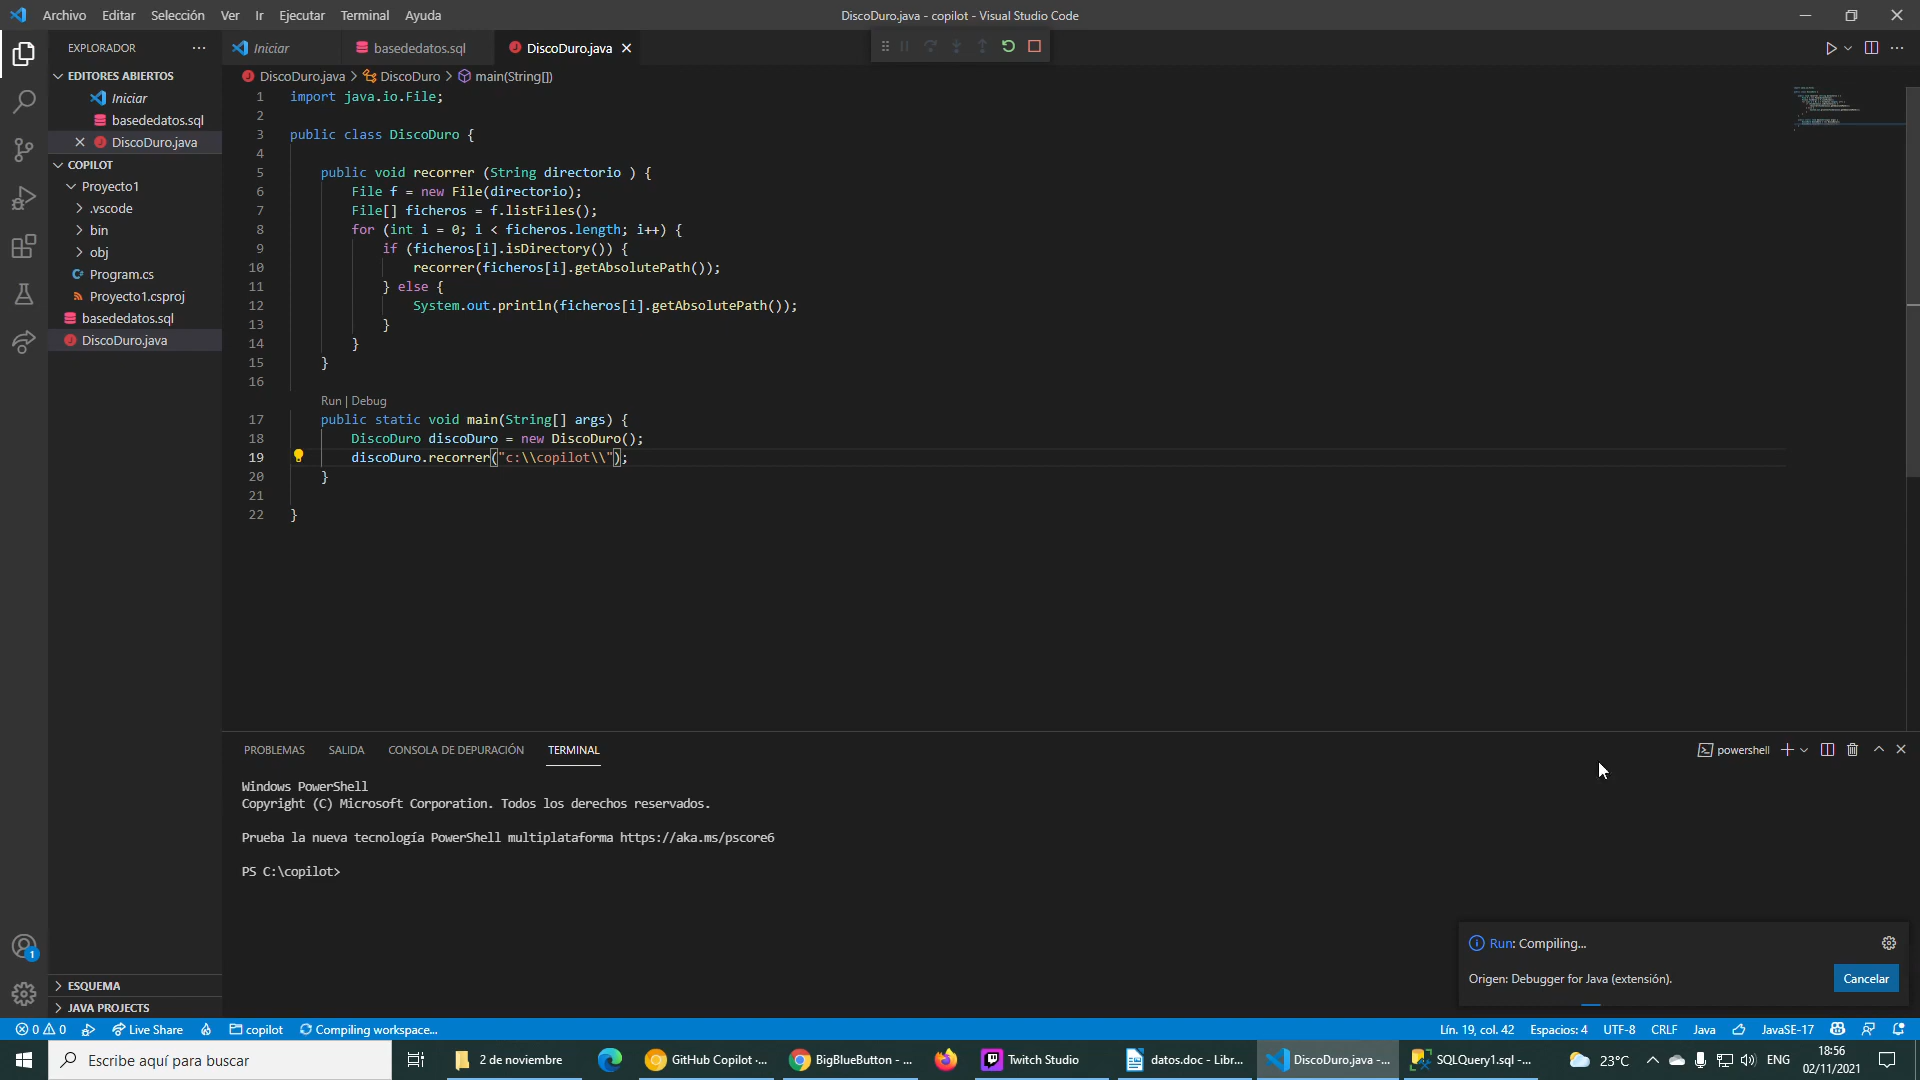 Archivo Editar Selección Ver Ir Ejecutar Terminal Ayuda
DiscoDuro.java - copilot - Visual Studio Code
EXPLORADOR
EDITORES ABIERTOS
Iniciar
basededatos.sql
DiscoDuro.java
COPILOT
Proyecto1
.vscode
bin
obj
Program.cs
Proyecto1.csproj
basededatos.sql
DiscoDuro.java
ESQUEMA
JAVA PROJECTS
Iniciar basededatos.sql DiscoDuro.java
DiscoDuro.java > DiscoDuro > main(String[])
1 import java.io.File;
2
3 public class DiscoDuro {
4
5 public void recorrer (String directorio ) {
6 File f = new File(directorio);
7 File[] ficheros = f.listFiles();
8 for (int i = 0; i < ficheros.length; i++) {
9 if (ficheros[i].isDirectory()) {
10 recorrer(ficheros[i].getAbsolutePath());
11 } else {
12 System.out.println(ficheros[i].getAbsolutePath());
13 }
14 }
15 }
16
Run | Debug
17 public static void main(String[] args) {
18 DiscoDuro discoDuro = new DiscoDuro();
19 discoDuro.recorrer("c:\\copilot\\");
20 }
21
22 }
PROBLEMAS SALIDA CONSOLA DE DEPURACIÓN TERMINAL
powershell
Windows PowerShell
Copyright (C) Microsoft Corporation. Todos los derechos reservados.
Prueba la nueva tecnología PowerShell multiplataforma https://aka.ms/pscore6
PS C:\copilot>
Run: Compiling...
Origen: Debugger for Java (extensión).
Cancelar
1
0 0 Live Share copilot Compiling workspace...
Lín. 19, col. 42 Espacios: 4 UTF-8 CRLF Java JavaSE-17
Escribe aquí para buscar
2 de noviembre
GitHub Copilot ·...
BigBlueButton - ...
Twitch Studio
datos.doc - Libr...
DiscoDuro.java -...
SQLQuery1.sql -...
23°C
ENG
18:56
02/11/2021